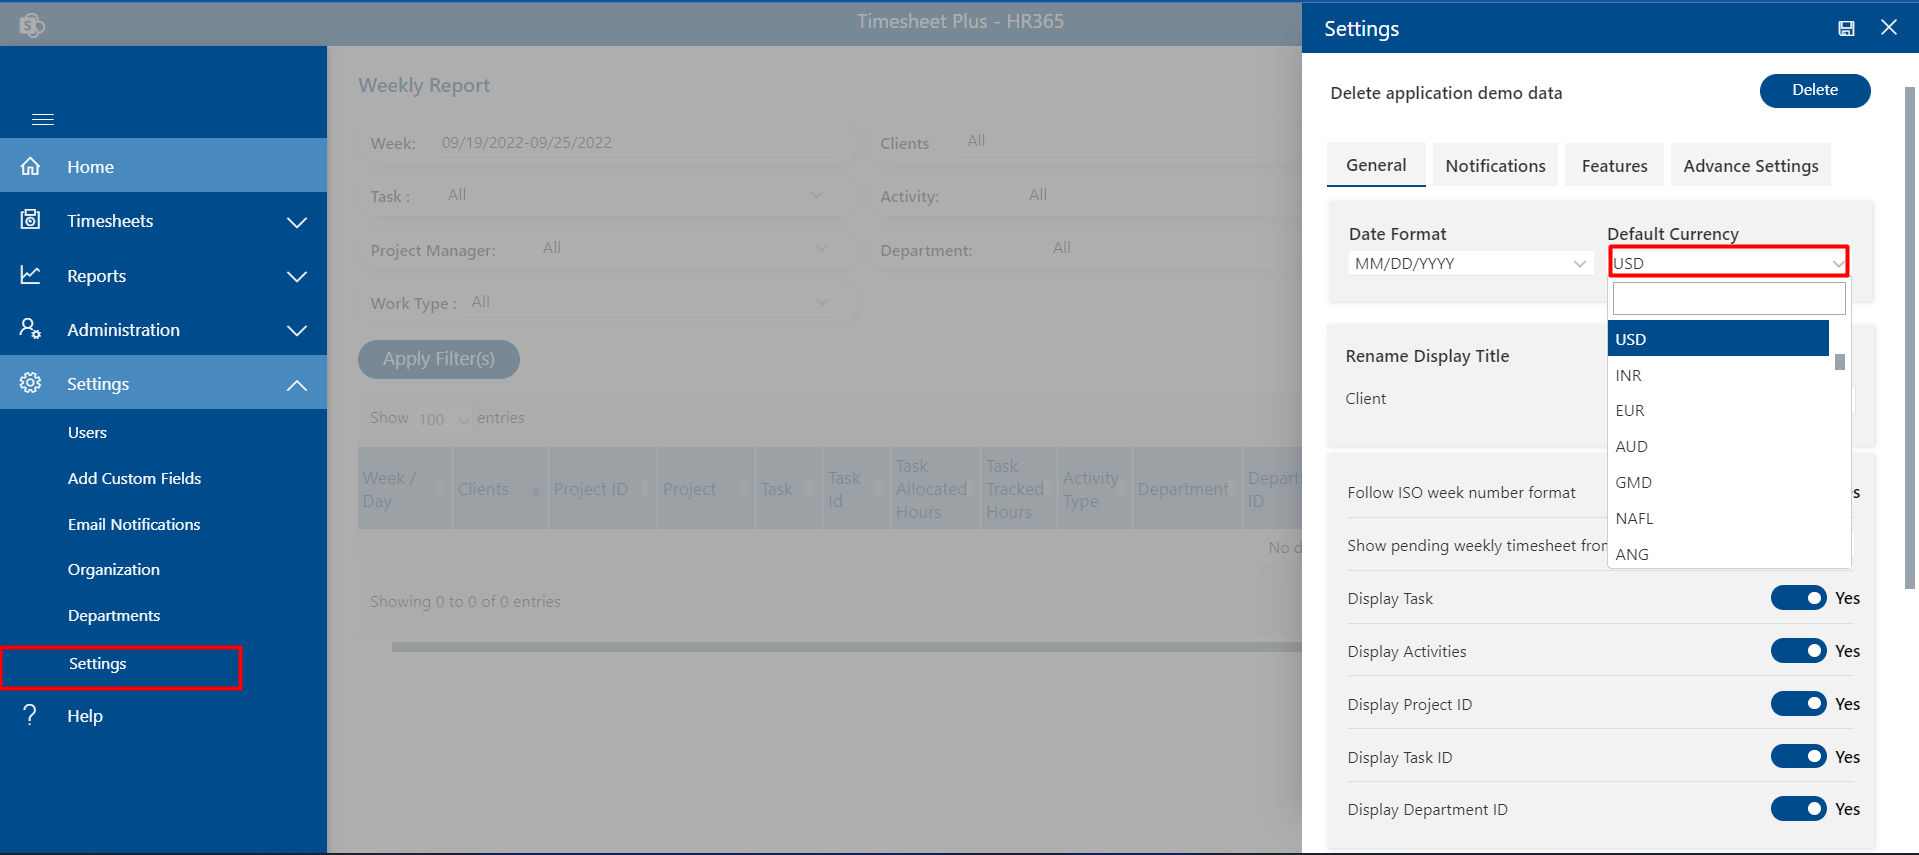 Timesheet Plus - HR365
Settings
Home
Timesheets
Reports
Administration
Settings
Users
Add Custom Fields
Email Notifications
Organization
Departments
Settings
? Help
Weekly Report
Week: 09/19/2022-09/25/2022 Clients All
Task : All Activity: All
Project Manager: All Department: All
Work Type : All
Apply Filter(s)
Show 100 entries
Week / Day Clients Project ID Project Task Task Id Task Allocated Hours Task Tracked Hours Activity Type Department Depart ID
No d
Showing 0 to 0 of 0 entries
Delete application demo data Delete
General Notifications Features Advance Settings
Date Format Default Currency
MM/DD/YYYY USD
USD
INR
EUR
AUD
GMD
NAFL
ANG
Rename Display Title
Client
Follow ISO week number format s
Show pending weekly timesheet from
Display Task Yes
Display Activities Yes
Display Project ID Yes
Display Task ID Yes
Display Department ID Yes